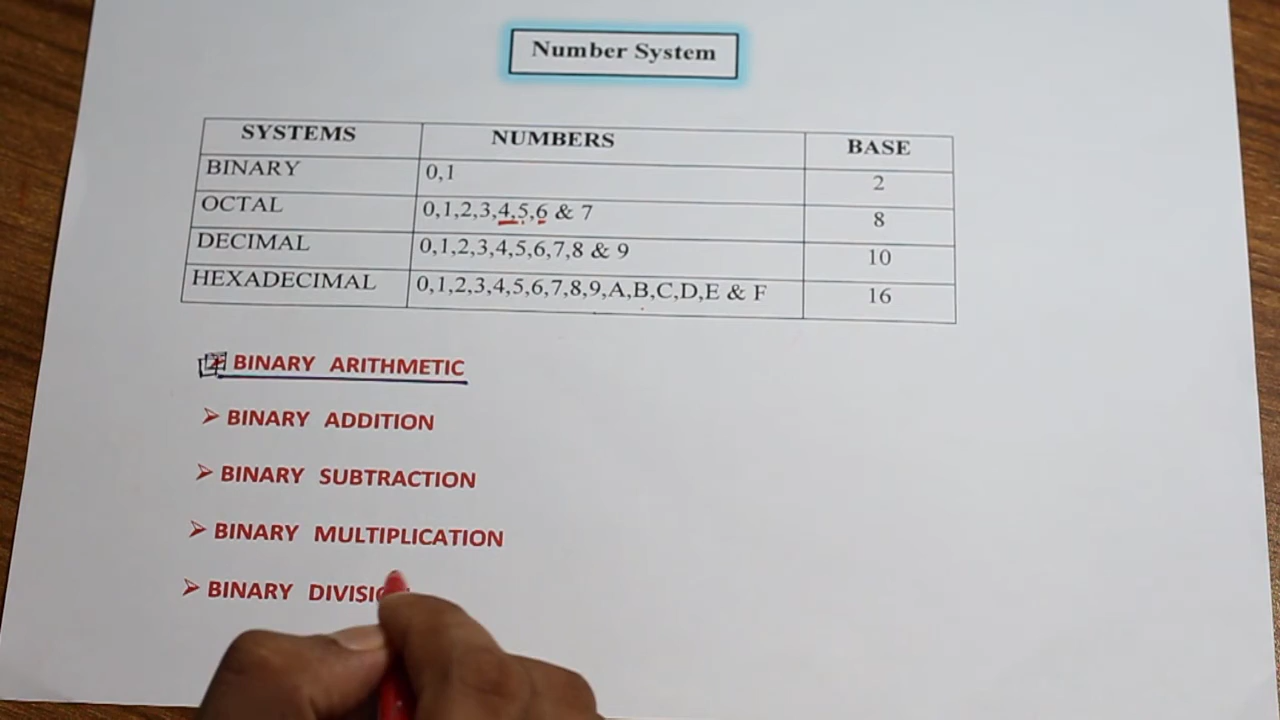 Number System
SYSTEMS NUMBERS BASE
BINARY 0,1 2
OCTAL 0,1,2,3,4,5,6 & 7 8
DECIMAL 0,1,2,3,4,5,6,7,8 & 9 10
HEXADECIMAL 0,1,2,3,4,5,6,7,8,9,A,B,C,D,E & F 16
BINARY ARITHMETIC
➢ BINARY ADDITION
➢ BINARY SUBTRACTION
➢ BINARY MULTIPLICATION
➢ BINARY